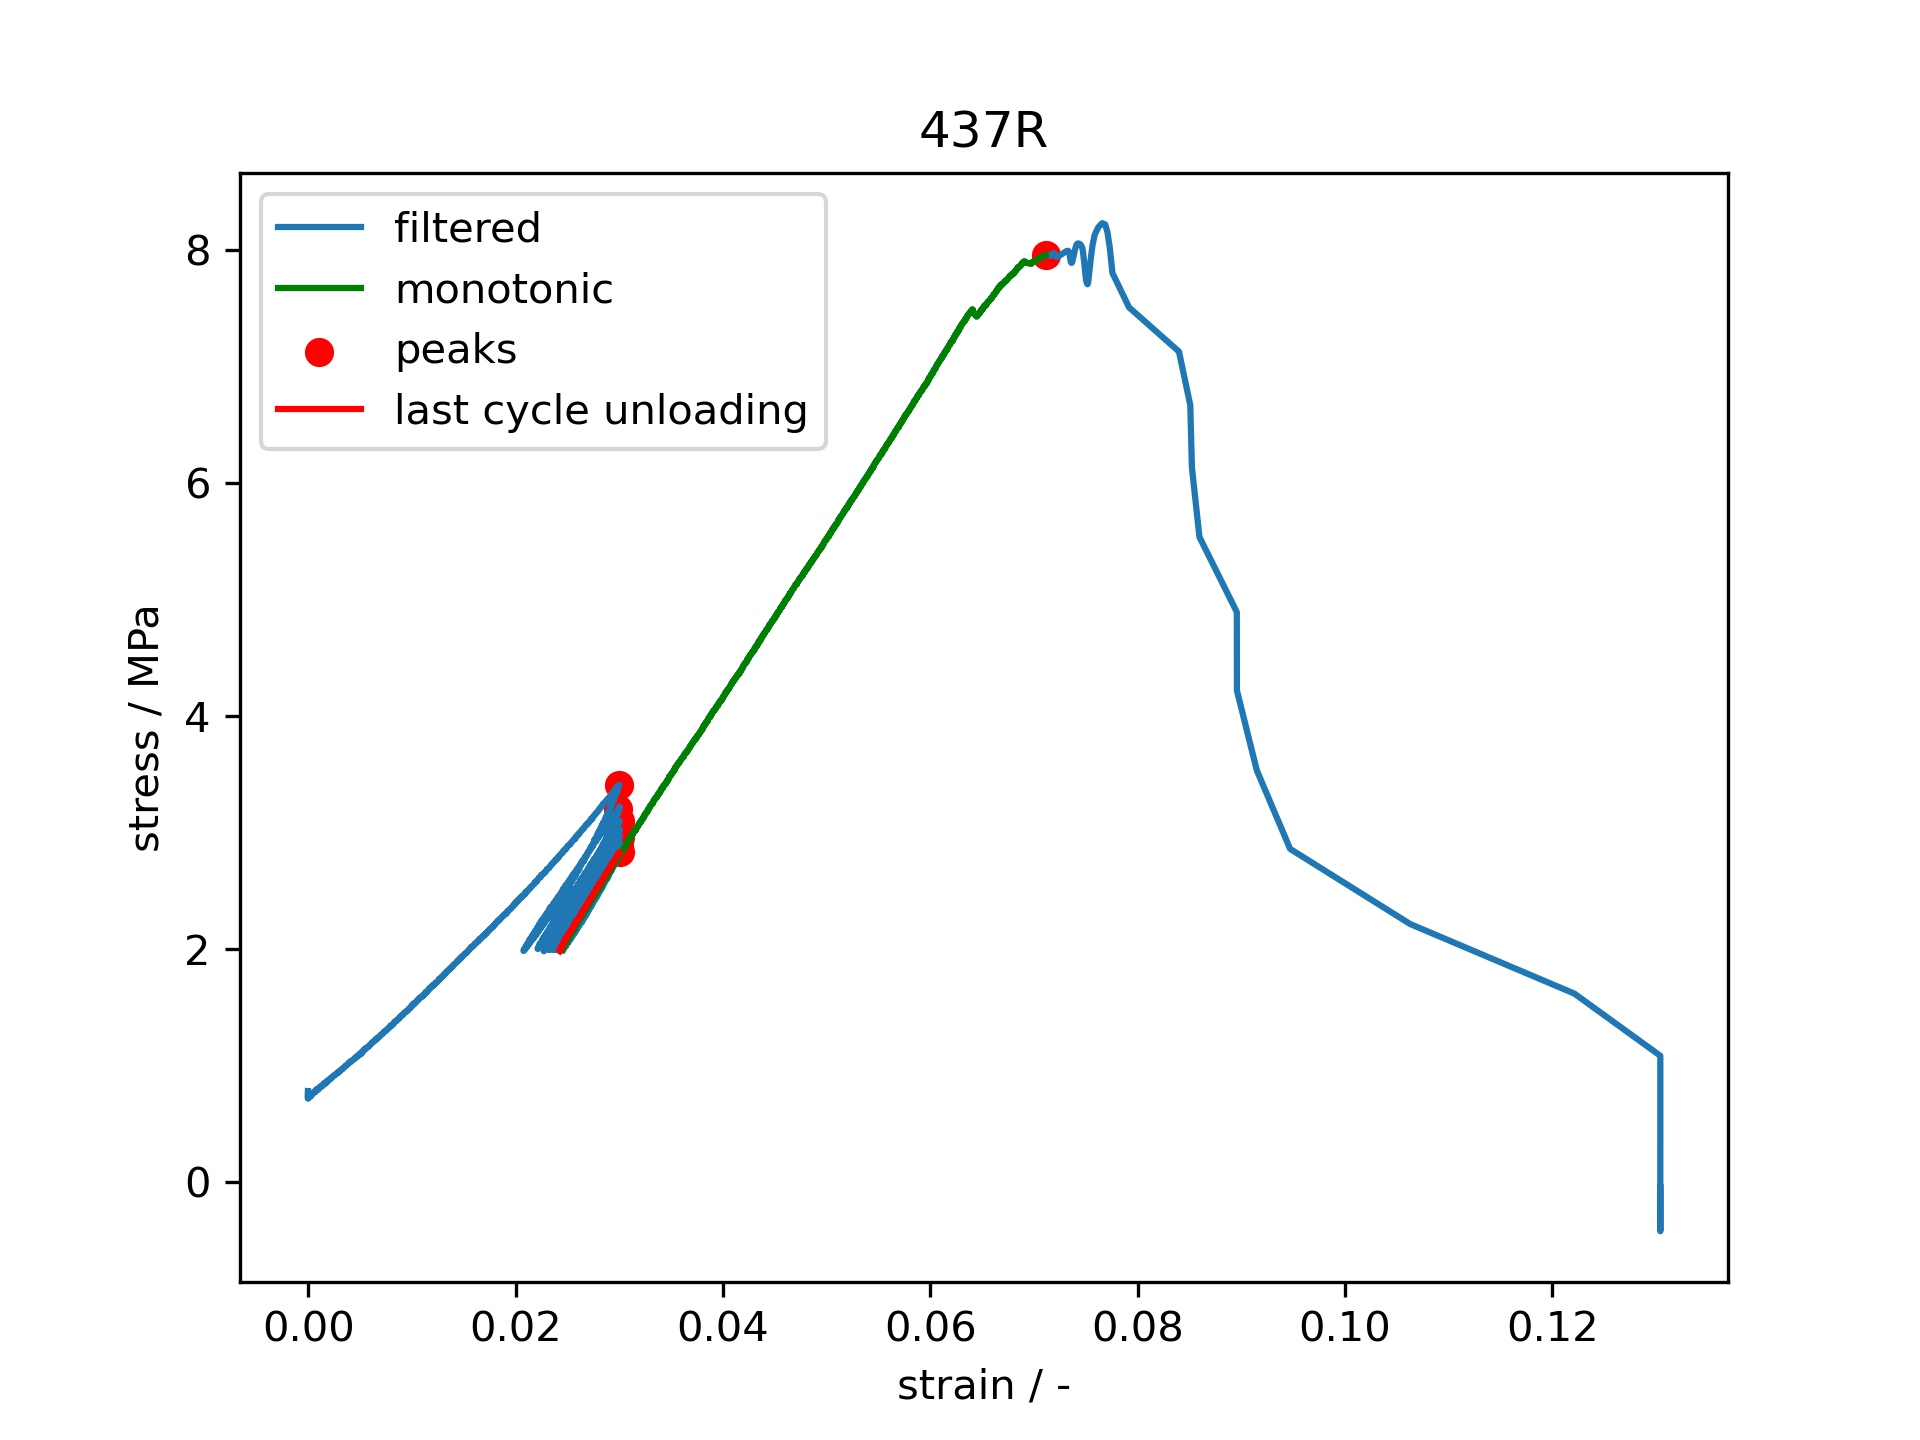 437R
filtered
monotonic
peaks
last cycle unloading
8
6
4
2
0
stress / MPa
0.00 0.02 0.04 0.06 0.08 0.10 0.12
strain / -